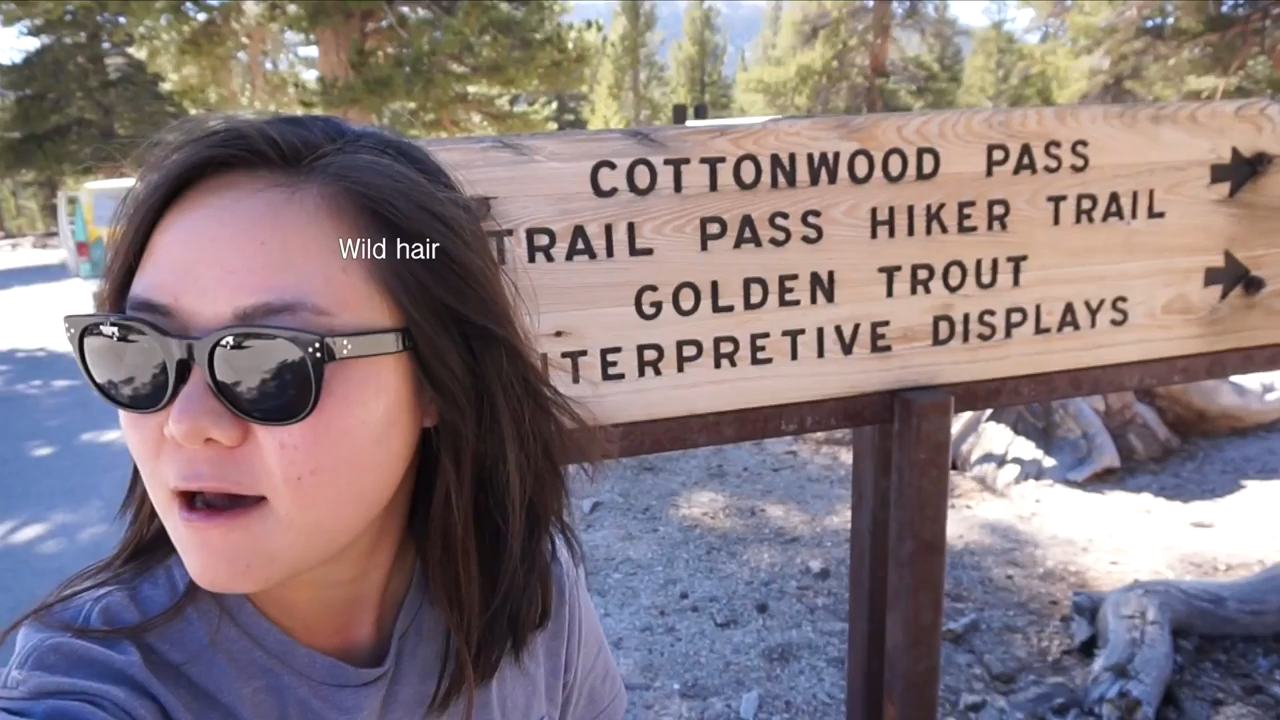 Wild hair
COTTONWOOD PASS
TRAIL PASS HIKER TRAIL
GOLDEN TROUT
TERPRETIVE DISPLAYS